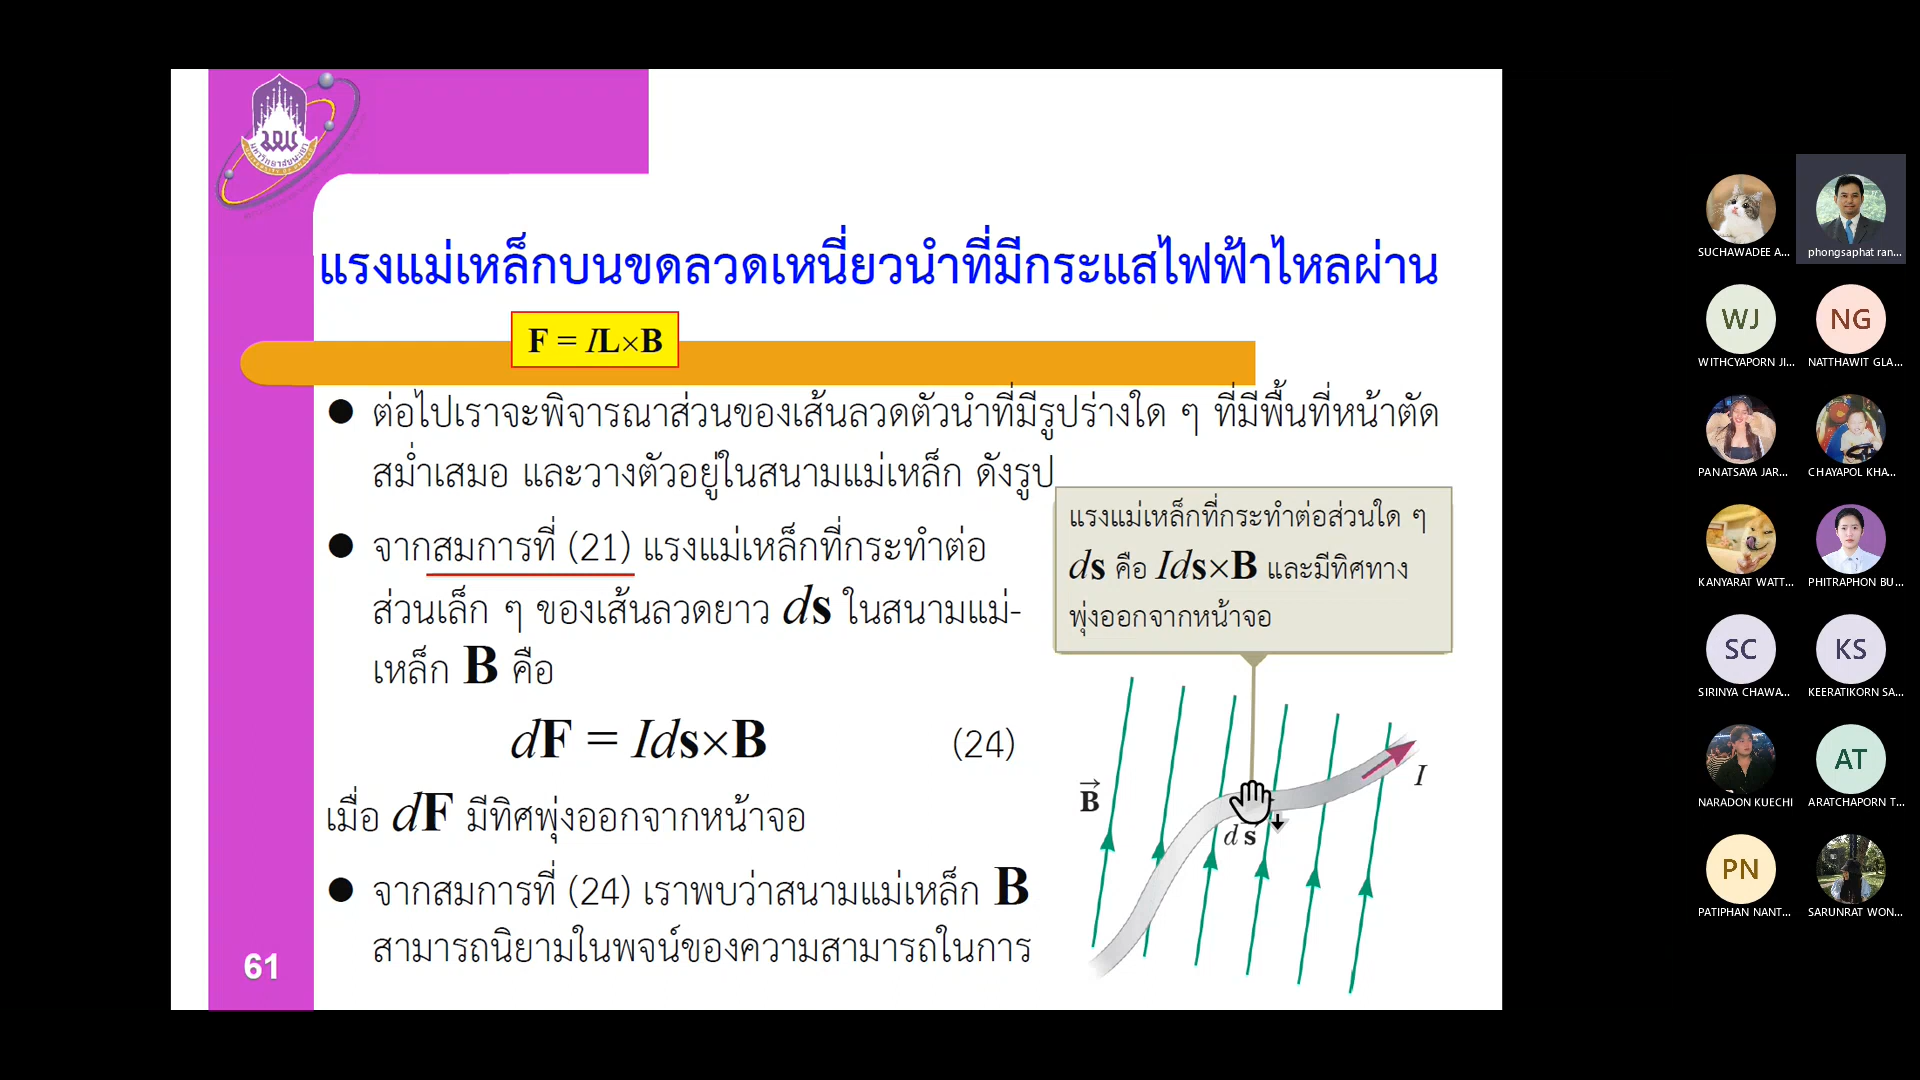 มหาวิทยาลัยพะเยา
แรงแม่เหล็กบนขดลวดเหนี่ยวนำที่มีกระแสไฟฟ้าไหลผ่าน
F = IL×B
● ต่อไปเราจะพิจารณาส่วนของเส้นลวดตัวนำที่มีรูปร่างใด ๆ ที่มีพื้นที่หน้าตัด
สม่ำเสมอ และวางตัวอยู่ในสนามแม่เหล็ก ดังรูป
● จากสมการที่ (21) แรงแม่เหล็กที่กระทำต่อ
ส่วนเล็ก ๆ ของเส้นลวดยาว ds ในสนามแม่-
เหล็ก B คือ
dF = Ids×B (24)
เมื่อ dF มีทิศพุ่งออกจากหน้าจอ
● จากสมการที่ (24) เราพบว่าสนามแม่เหล็ก B
สามารถนิยามในพจน์ของความสามารถในการ
61
แรงแม่เหล็กที่กระทำต่อส่วนใด ๆ
ds คือ Ids×B และมีทิศทาง
พุ่งออกจากหน้าจอ
B
I
d s
SUCHAWADEE A...
phongsaphat ran...
WJ
WITHCYAPORN JI...
NG
NATTHAWIT GLA...
PANATSAYA JAR...
CHAYAPOL KHA...
KANYARAT WATT...
PHITRAPHON BU...
SC
SIRINYA CHAWA...
KS
KEERATIKORN SA...
NARADON KUECHI
AT
ARATCHAPORN T...
PN
PATIPHAN NANT...
SARUNRAT WON...